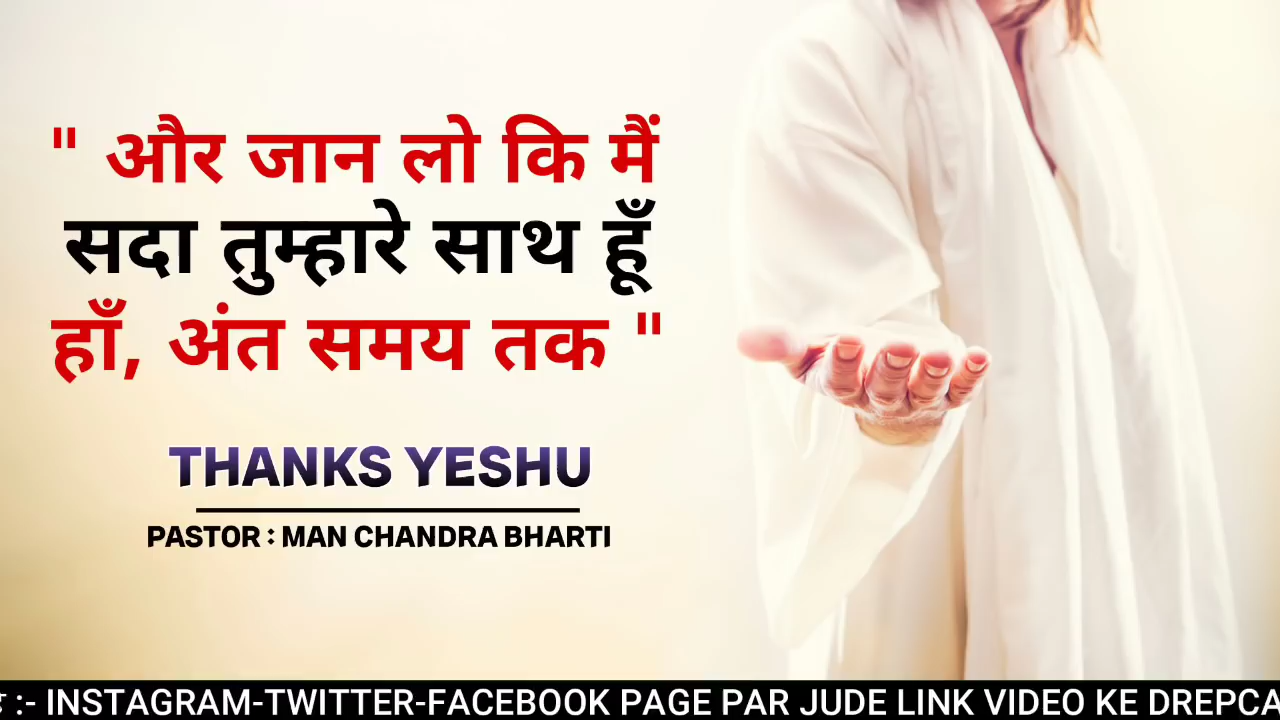 " और जान लो कि मैं
सदा तुम्हारे साथ हूँ
हाँ, अंत समय तक "
THANKS YESHU
PASTOR : MAN CHANDRA BHARTI
:- INSTAGRAM-TWITTER-FACEBOOK PAGE PAR JUDE LINK VIDEO KE DREPCA